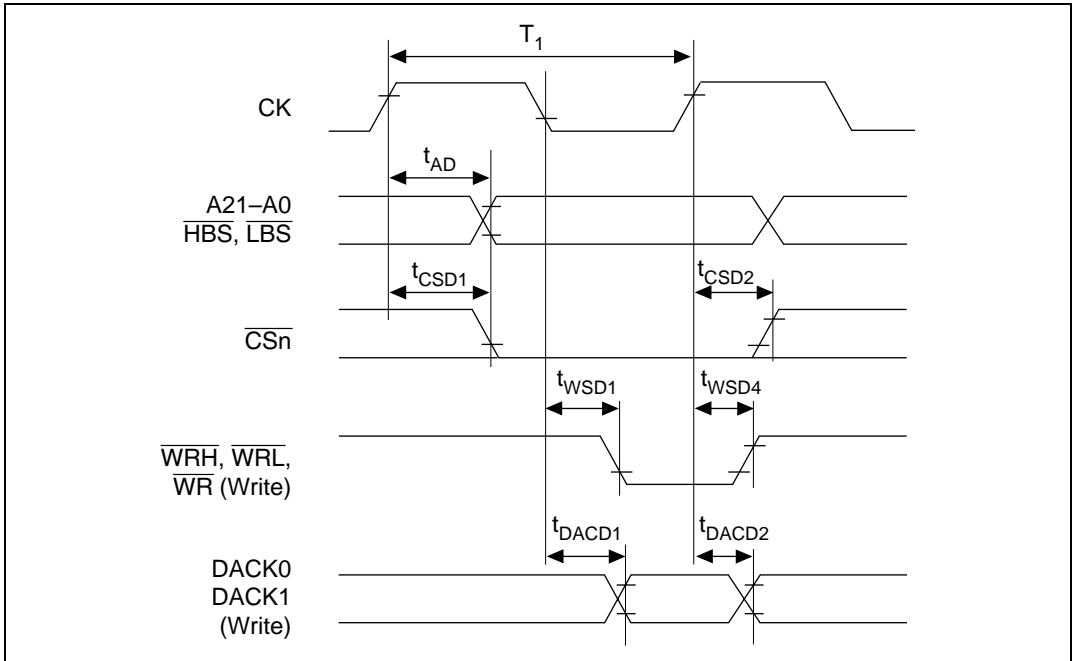 T1
CK
tAD
A21–A0
HBS, LBS
tCSD1
tCSD2
CSn
tWSD1
tWSD4
WRH, WRL,
WR (Write)
tDACD1
tDACD2
DACK0
DACK1
(Write)